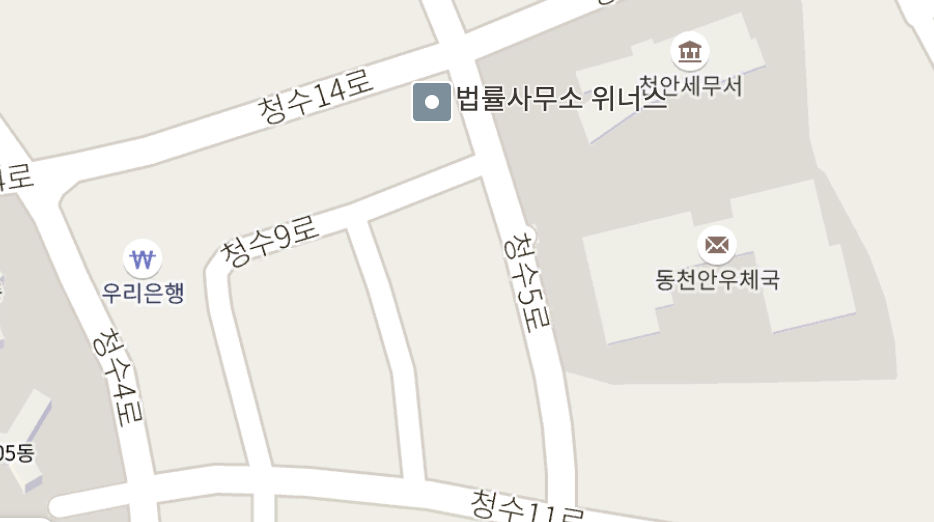 천안세무서
법률사무소 위너스
청수14로
로
청수9로
우리은행
청수5로
동천안우체국
청수4로
05동
청수11로